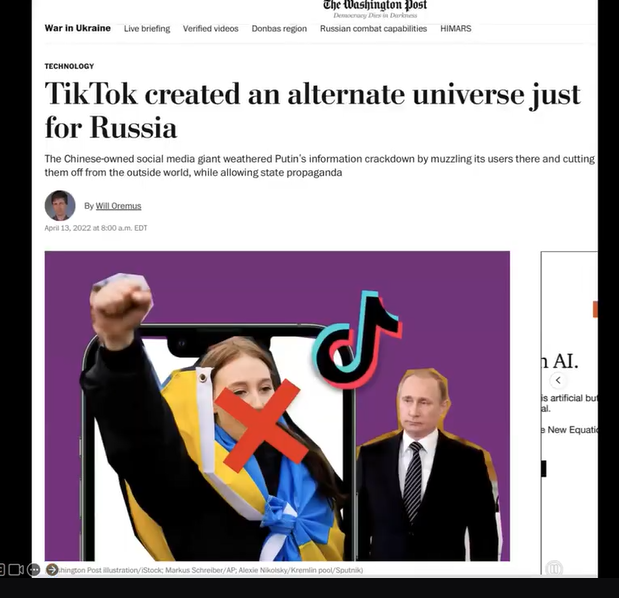 The Washington Post
Democracy Dies in Darkness
War in Ukraine Live briefing Verified videos Donbas region Russian combat capabilities HIMARS
TECHNOLOGY
TikTok created an alternate universe just
for Russia
The Chinese-owned social media giant weathered Putin's information crackdown by muzzling its users there and cutting
them off from the outside world, while allowing state propaganda
By Will Oremus
April 13, 2022 at 8:00 a.m. EDT
AI.
is artificial but
al.
New Equatio
hington Post illustration/iStock; Markus Schreiber/AP; Alexie Nikolsky/Kremlin pool/Sputnik)